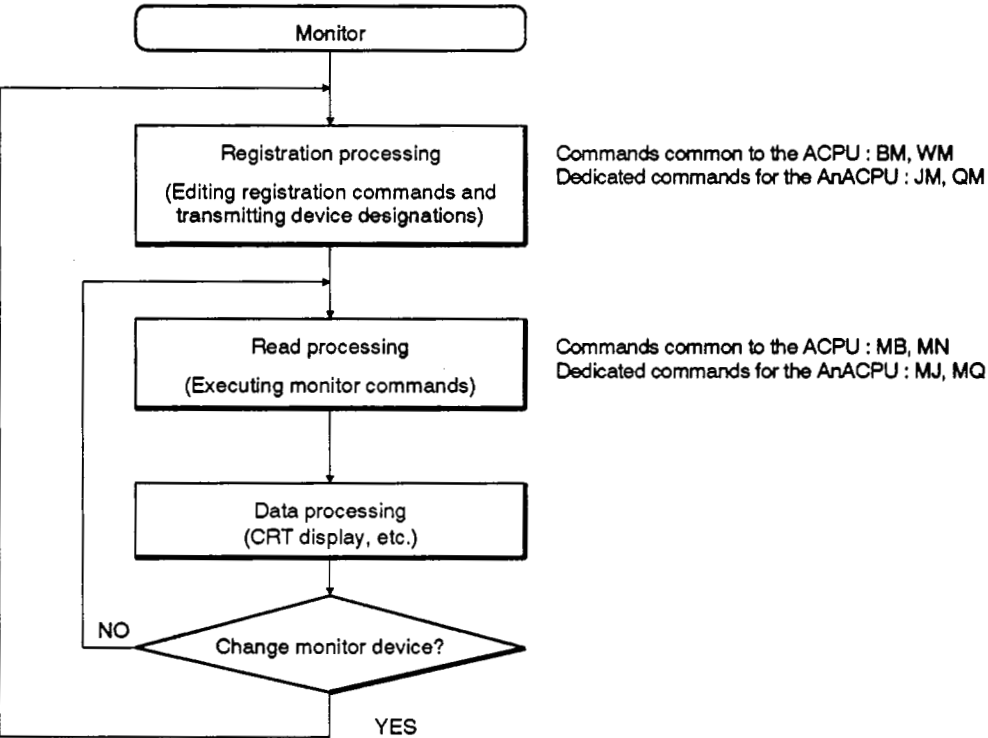 Monitor
Registration processing
(Editing registration commands and
transmitting device designations)
Commands common to the ACPU : BM, WM
Dedicated commands for the AnACPU : JM, QM
Read processing
(Executing monitor commands)
Commands common to the ACPU : MB, MN
Dedicated commands for the AnACPU : MJ, MQ
Data processing
(CRT display, etc.)
NO
Change monitor device?
YES